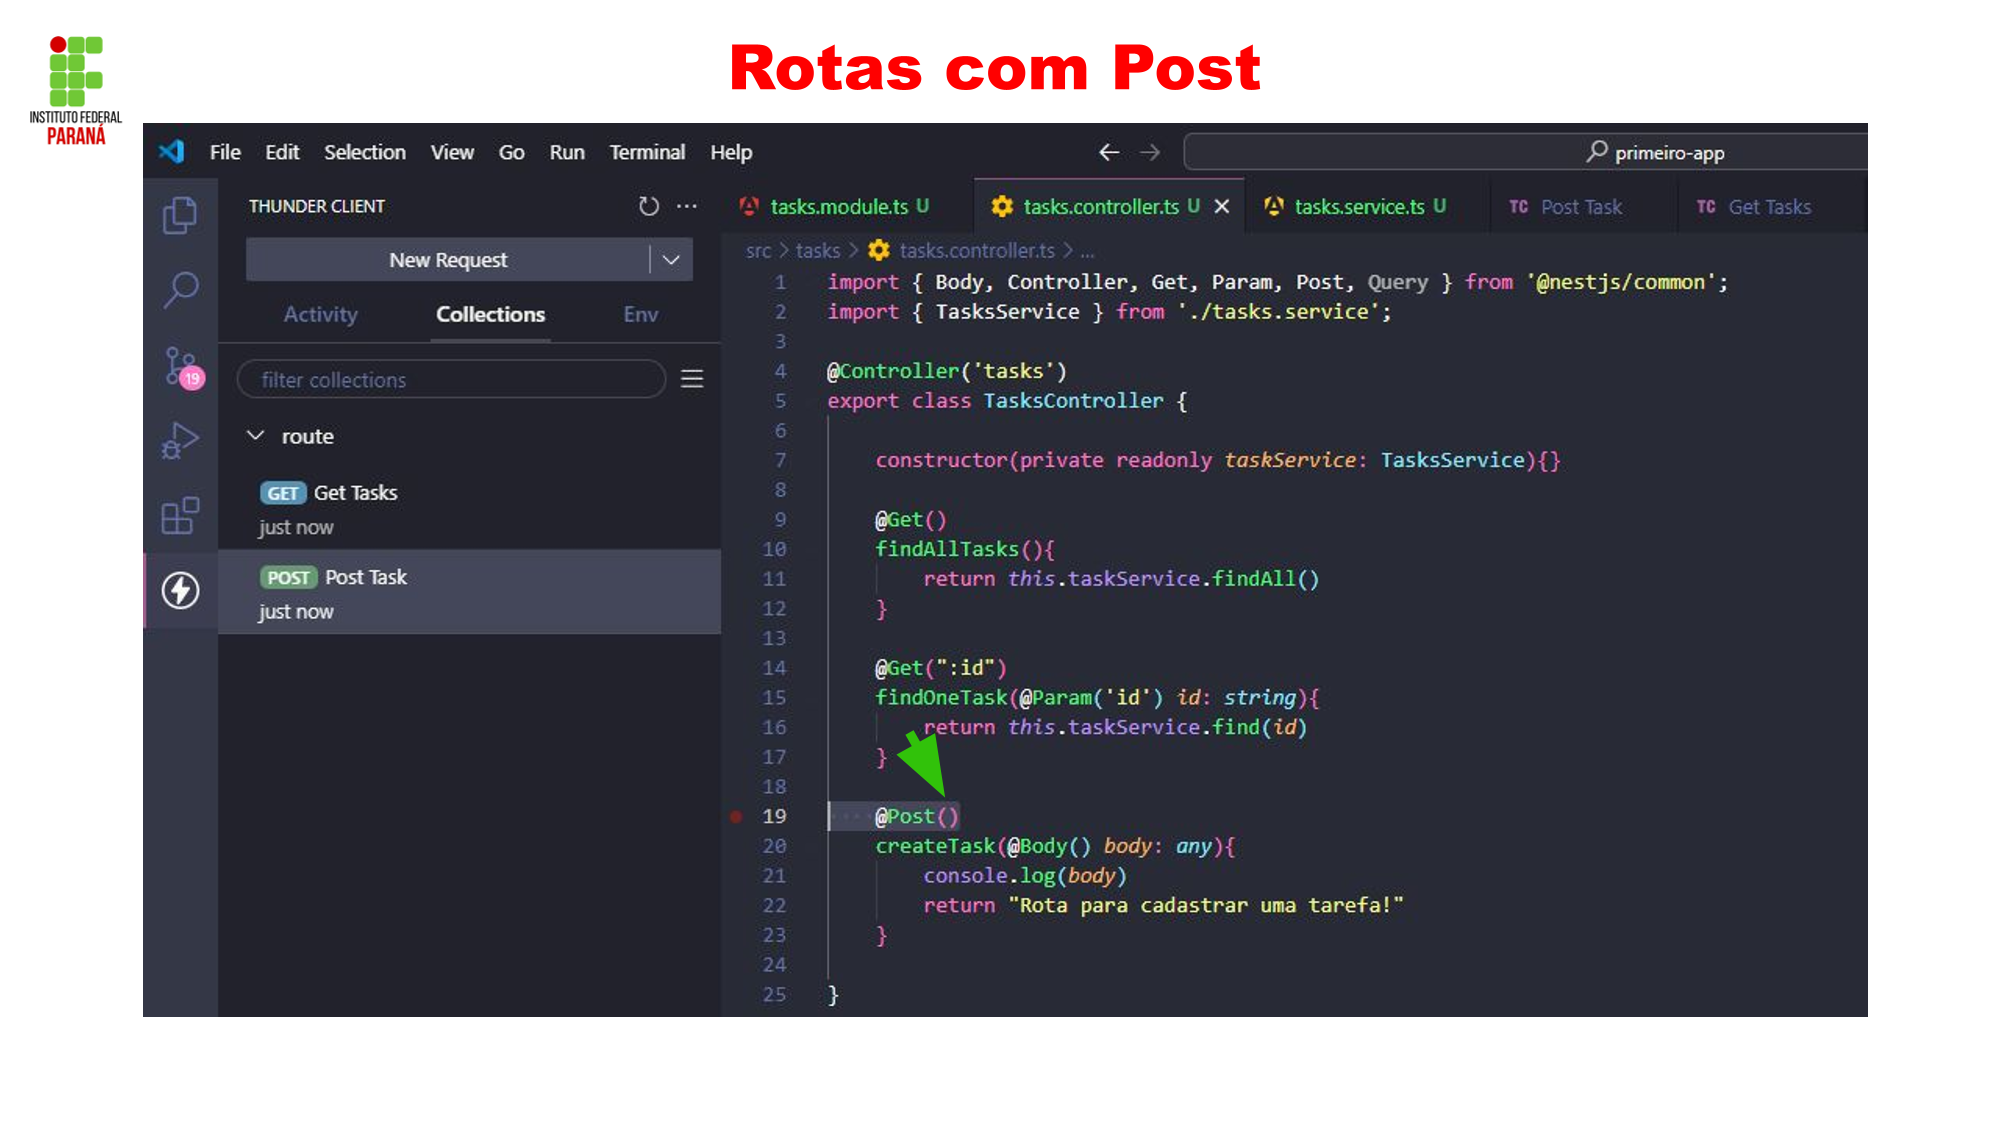 Rotas com Post
INSTITUTO FEDERAL
PARANÁ
File Edit Selection View Go Run Terminal Help
primeiro-app
THUNDER CLIENT
New Request
Activity Collections Env
filter collections
19
route
GET Get Tasks
just now
POST Post Task
just now
tasks.module.ts U tasks.controller.ts U tasks.service.ts U TC Post Task TC Get Tasks
src > tasks > tasks.controller.ts > ...
1 import { Body, Controller, Get, Param, Post, Query } from '@nestjs/common';
2 import { TasksService } from './tasks.service';
3
4 @Controller('tasks')
5 export class TasksController {
6
7 constructor(private readonly taskService: TasksService){}
8
9 @Get()
10 findAllTasks(){
11 return this.taskService.findAll()
12 }
13
14 @Get(":id")
15 findOneTask(@Param('id') id: string){
16 return this.taskService.find(id)
17 }
18
19 @Post()
20 createTask(@Body() body: any){
21 console.log(body)
22 return "Rota para cadastrar uma tarefa!"
23 }
24
25 }